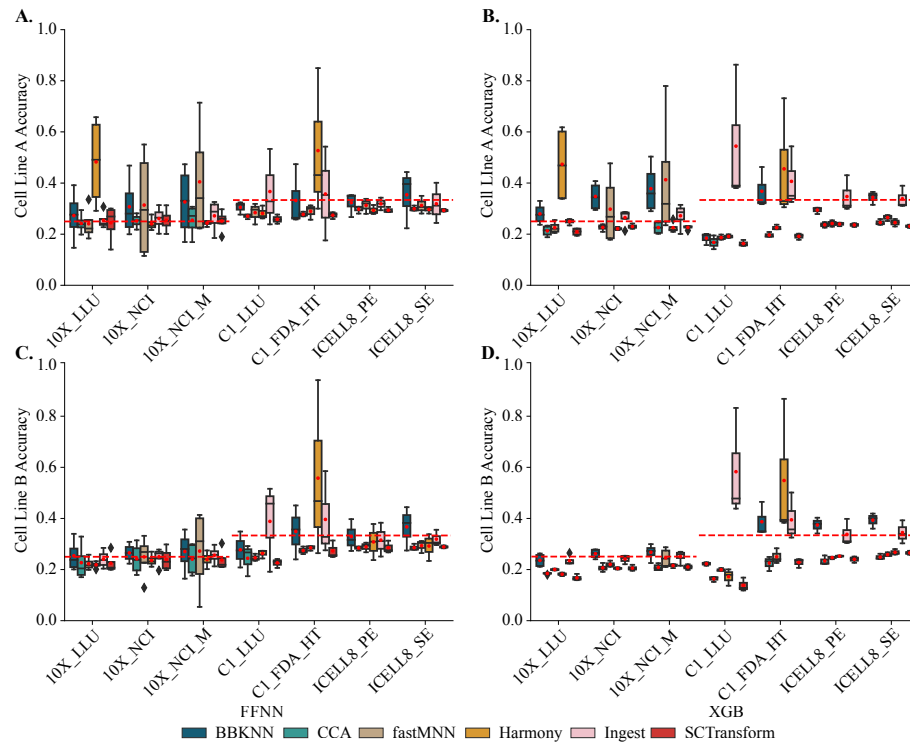 A.
B.
Cell Line A Accuracy
1.0
0.8
0.6
0.4
0.2
0.0
10X_LLU
10X_NCI
10X_NCI_M
C1_LLU
C1_FDA_HT
ICELL8_PE
ICELL8_SE
Cell LIne A Accuracy
1.0
0.8
0.6
0.4
0.2
0.0
10X_LLU
10X_NCI
10X_NCI_M
C1_LLU
C1_FDA_HT
ICELL8_PE
ICELL8_SE
C.
D.
Cell Line B Accuracy
1.0
0.8
0.6
0.4
0.2
0.0
10X_LLU
10X_NCI
10X_NCI_M
C1_LLU
C1_FDA_HT
ICELL8_PE
ICELL8_SE
FFNN
Cell Line B Accuracy
1.0
0.8
0.6
0.4
0.2
0.0
10X_LLU
10X_NCI
10X_NCI_M
C1_LLU
C1_FDA_HT
ICELL8_PE
ICELL8_SE
XGB
BBKNN CCA fastMNN Harmony Ingest SCTransform